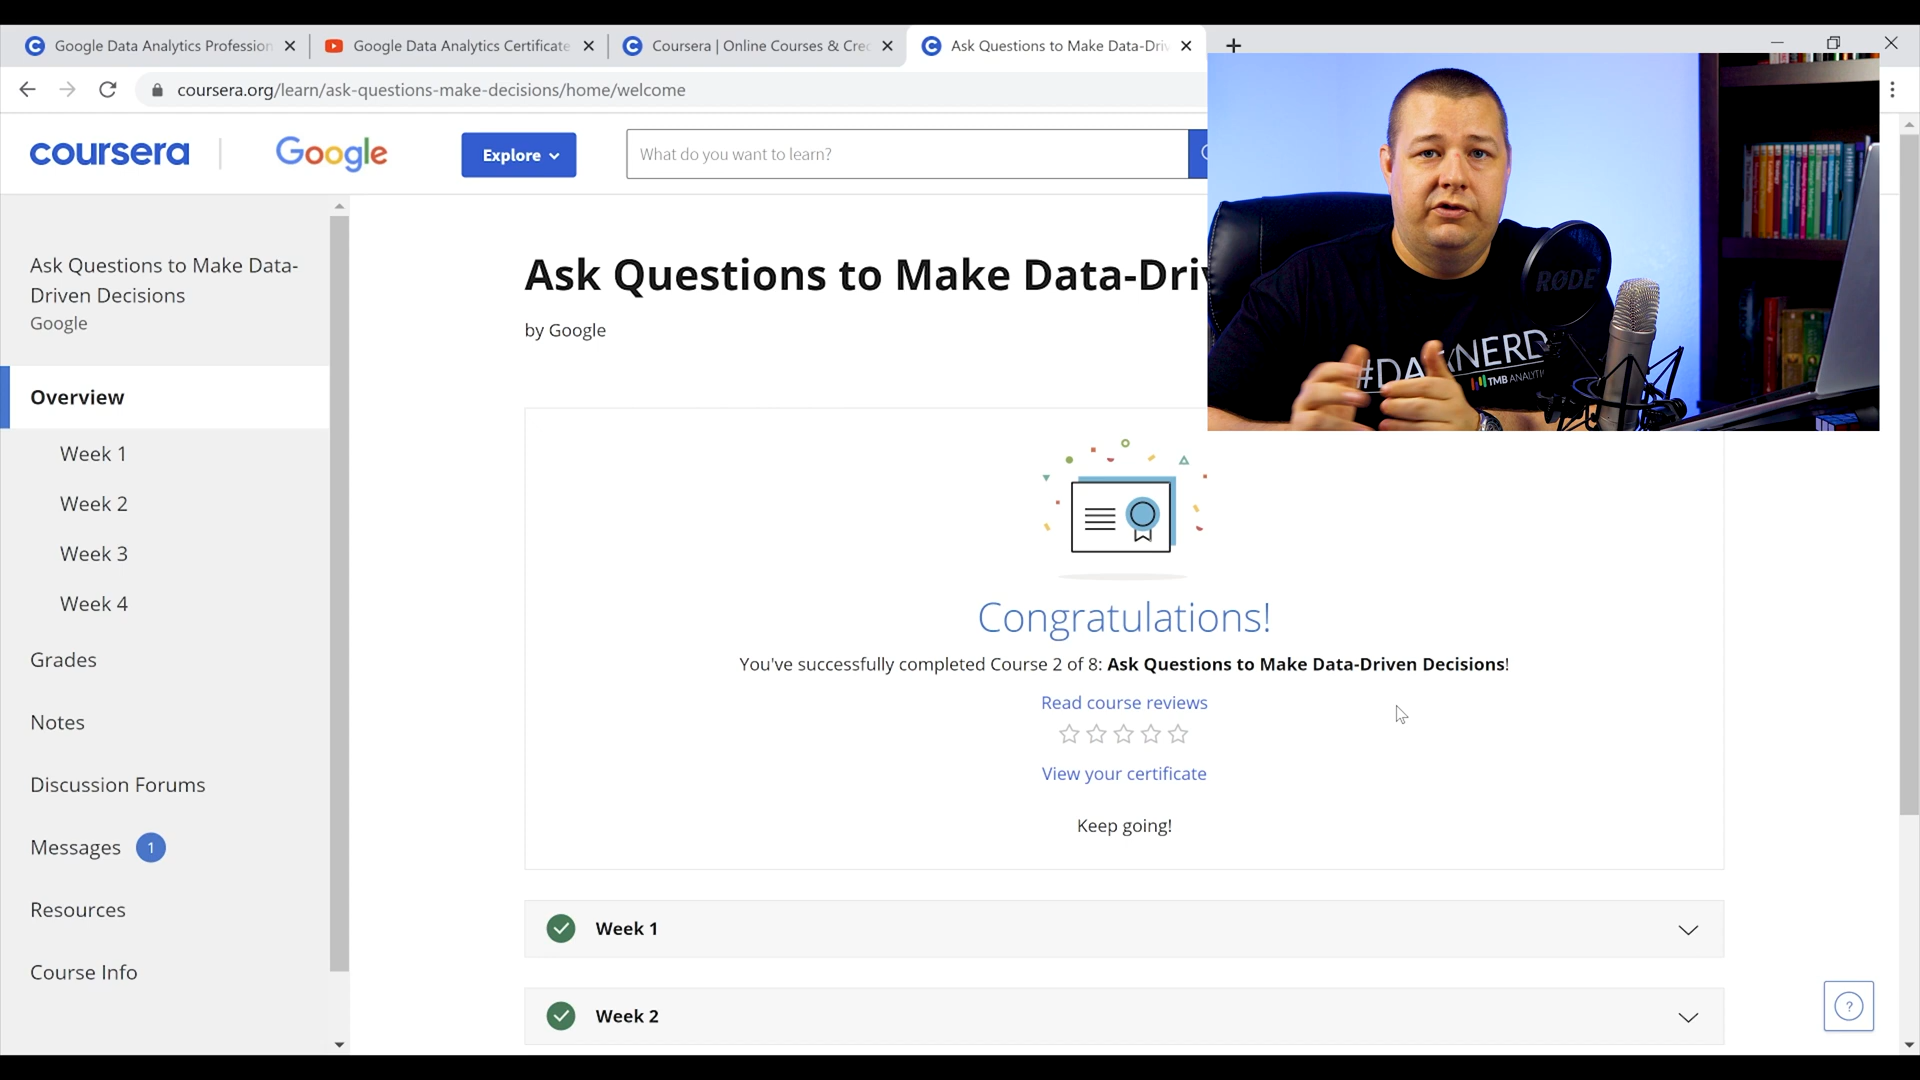 Google Data Analytics Profession
Google Data Analytics Certificate
Coursera | Online Courses & Cred
Ask Questions to Make Data-Driv
coursera.org/learn/ask-questions-make-decisions/home/welcome
coursera
Google
Explore
What do you want to learn?
RØDE
#DATANERD
TMB ANALYTI
Ask Questions to Make Data-
Driven Decisions
Google
Overview
Week 1
Week 2
Week 3
Week 4
Grades
Notes
Discussion Forums
Messages 1
Resources
Course Info
Ask Questions to Make Data-Driv
by Google
Congratulations!
You've successfully completed Course 2 of 8: Ask Questions to Make Data-Driven Decisions!
Read course reviews
View your certificate
Keep going!
Week 1
Week 2
?